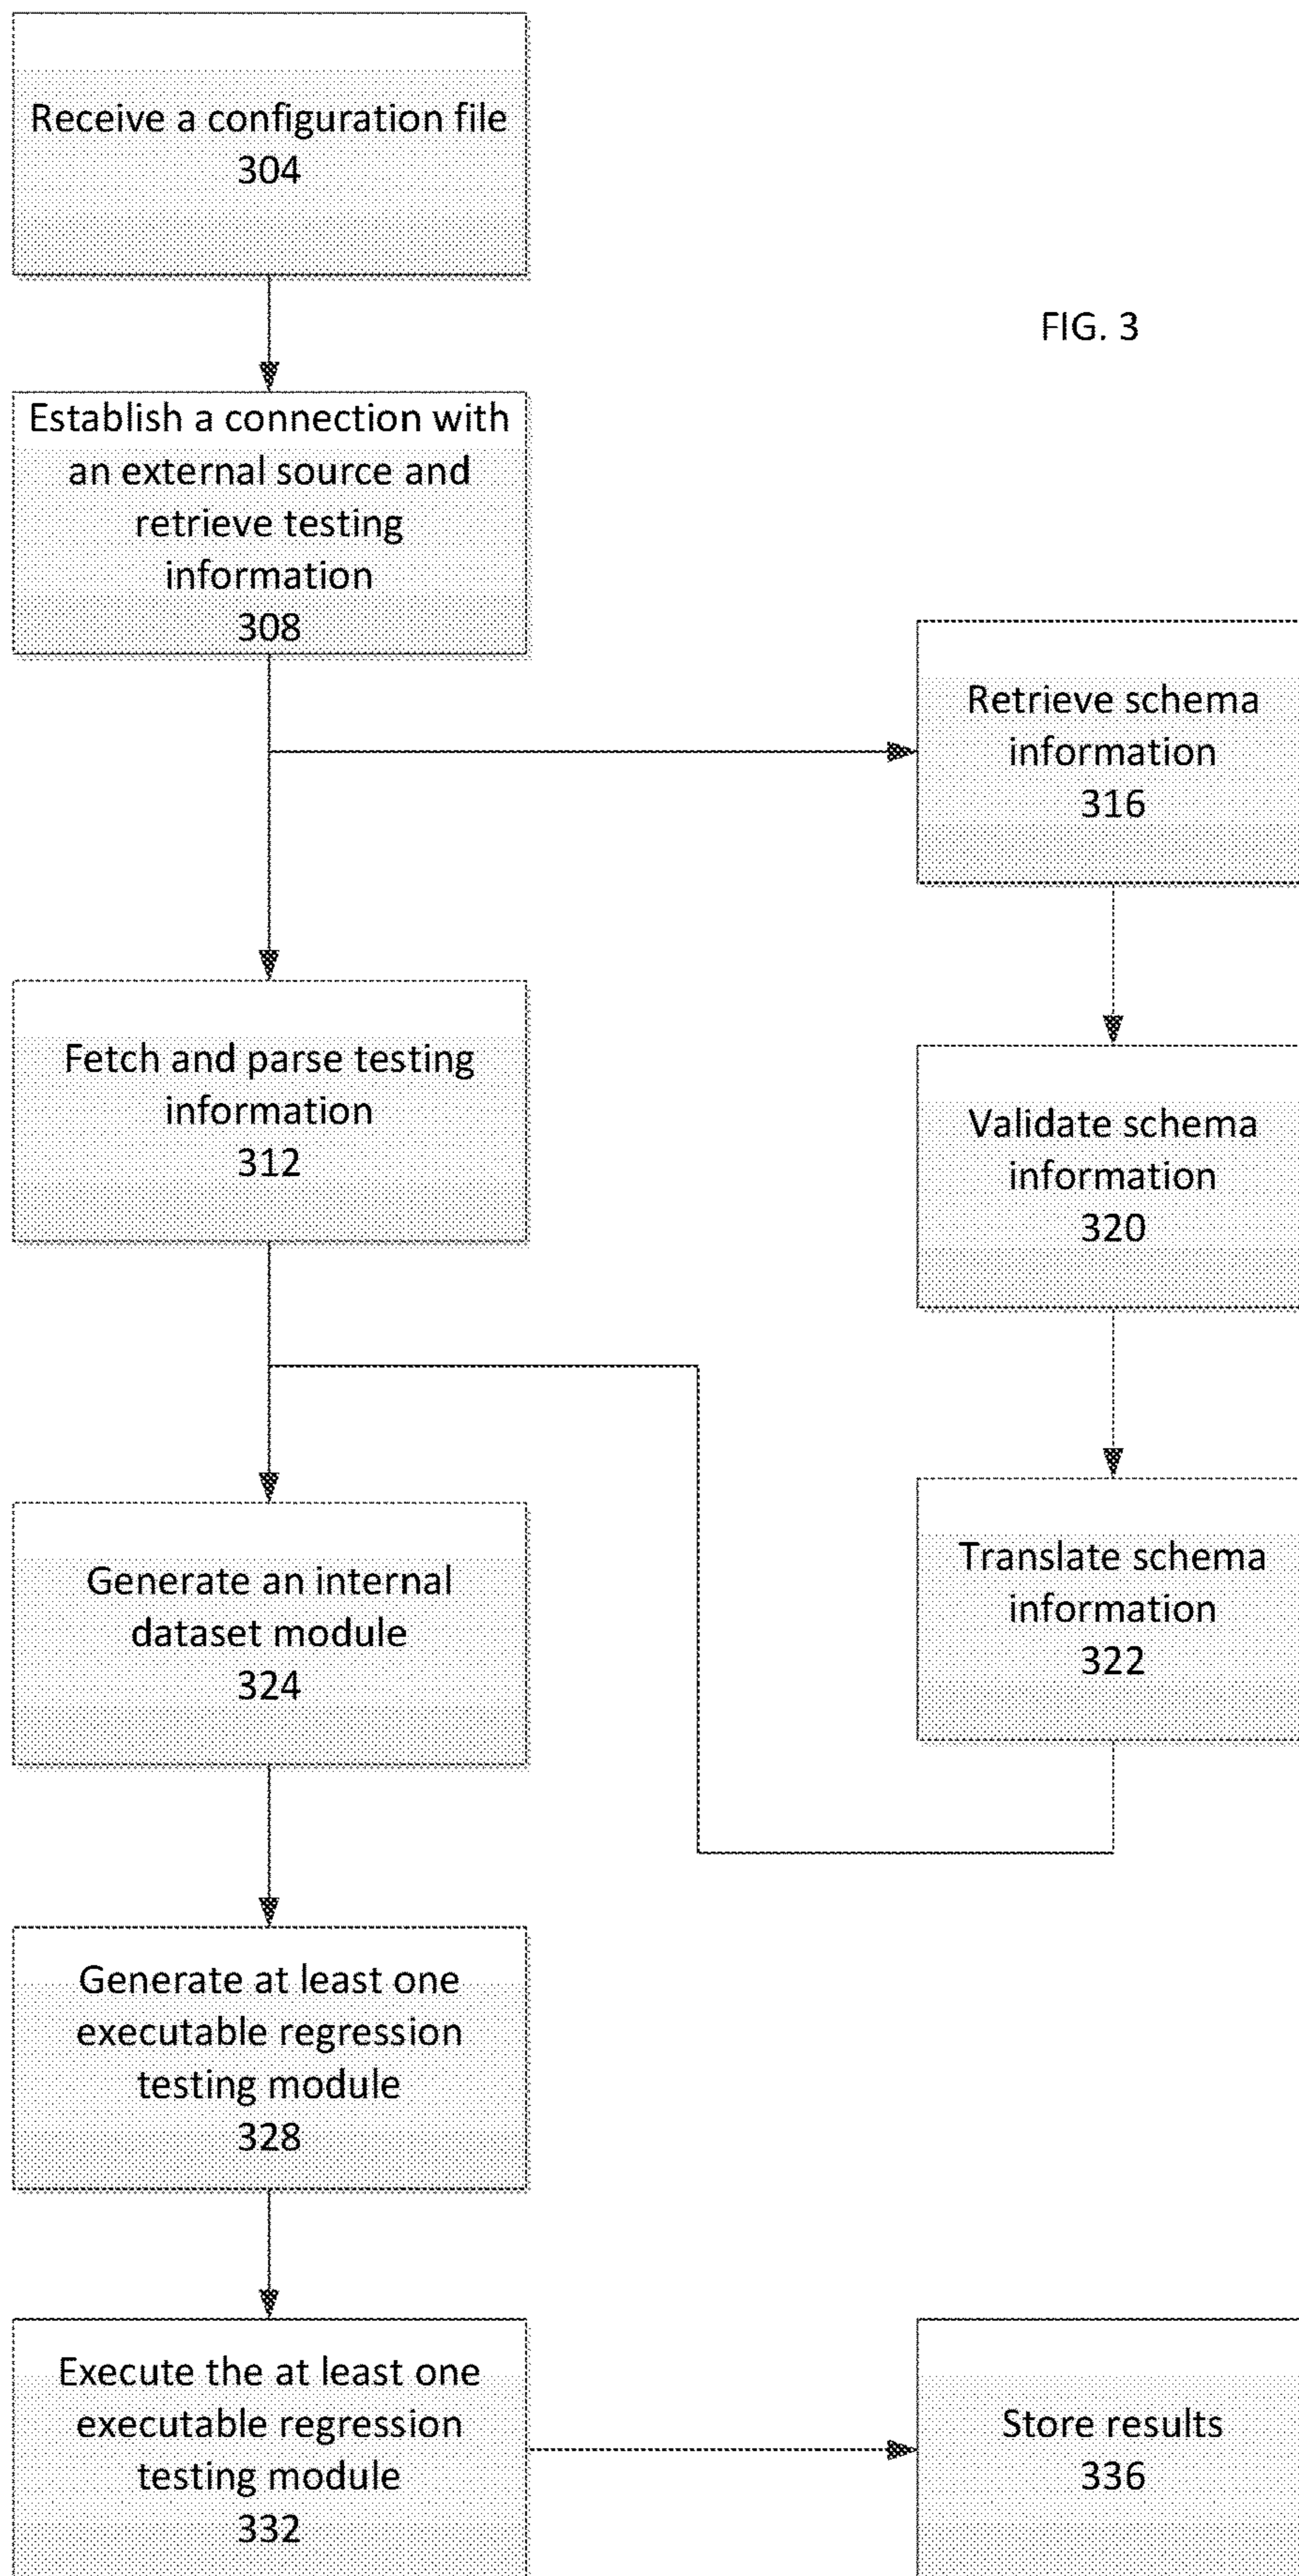 Receive a configuration file
304
FIG. 3
Establish a connection with
an external source and
retrieve testing
information
308
Retrieve schema
information
316
Fetch and parse testing
information
312
Validate schema
information
320
Generate an internal
dataset module
324
Translate schema
information
322
Generate at least one
executable regression
testing module
328
Execute the at least one
executable regression
testing module
332
Store results
336